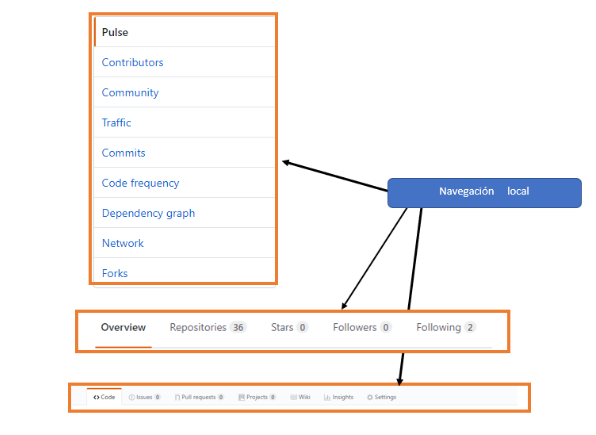 Pulse
Contributors
Community
Traffic
Commits
Code frequency
Dependency graph
Network
Forks
Navegación local
Overview Repositories 36 Stars 0 Followers 0 Following 2
Code Issues 0 Pull requests 0 Projects 0 Wiki Insights Settings